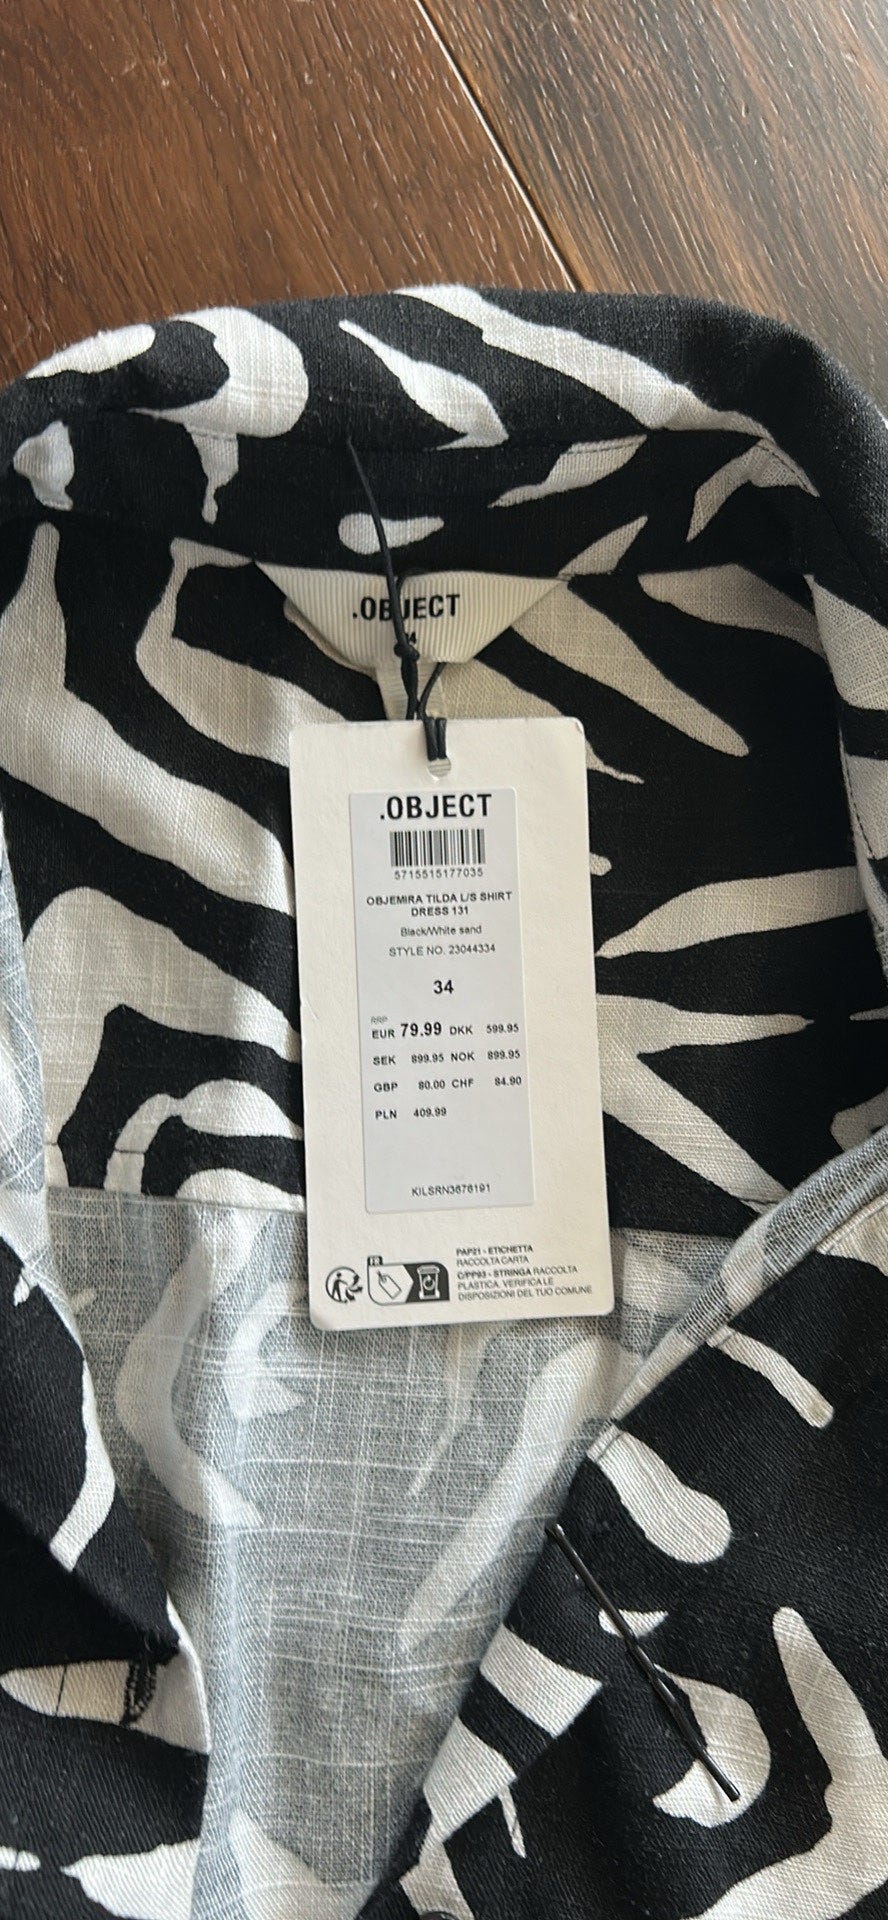 .OBJECT
34
.OBJECT
5715515177035
OBJEMIRA TILDA L/S SHIRT
DRESS 131
Black/White sand
STYLE NO. 23044334
34
RRP
EUR 79.99 DKK 599.95
SEK 899.95 NOK 899.95
GBP 80.00 CHF 84.90
PLN 409.99
KILSRN3676191
FR
PAP21 - ETICHETTA
RACCOLTA CARTA
C/PP93 - STRINGA RACCOLTA
PLASTICA. VERIFICA LE
DISPOSIZIONI DEL TUO COMUNE